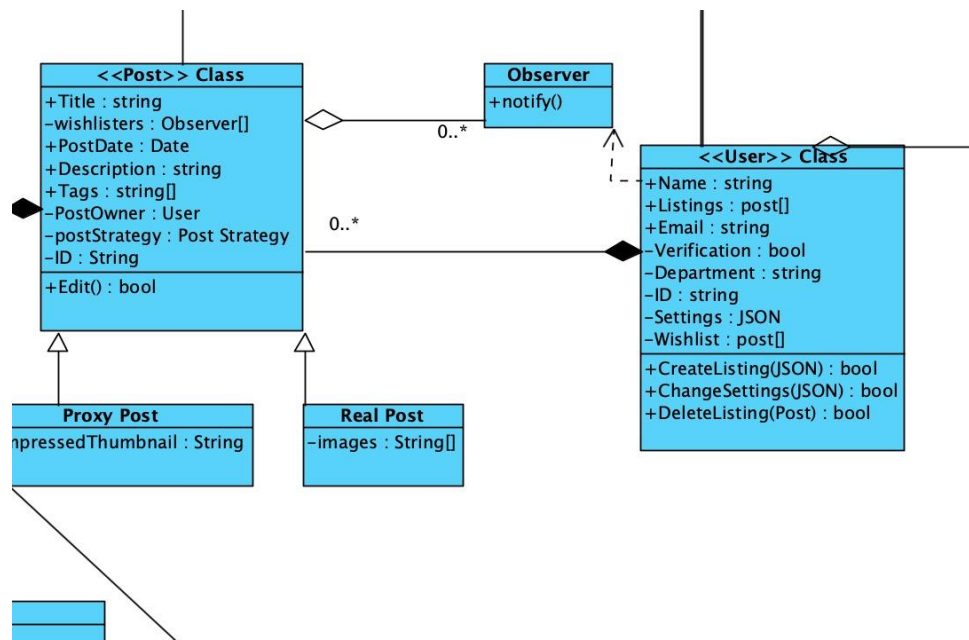 <<Post>> Class
+Title : string
-wishlisters : Observer[]
+PostDate : Date
+Description : string
+Tags : string[]
-PostOwner : User
-postStrategy : Post Strategy
-ID : String
+Edit() : bool
Observer
+notify()
0..*
0..*
<<User>> Class
+Name : string
+Listings : post[]
+Email : string
-Verification : bool
-Department : string
-ID : string
-Settings : JSON
-Wishlist : post[]
+CreateListing(JSON) : bool
+ChangeSettings(JSON) : bool
+DeleteListing(Post) : bool
Proxy Post
mpressedThumbnail : String
Real Post
-images : String[]